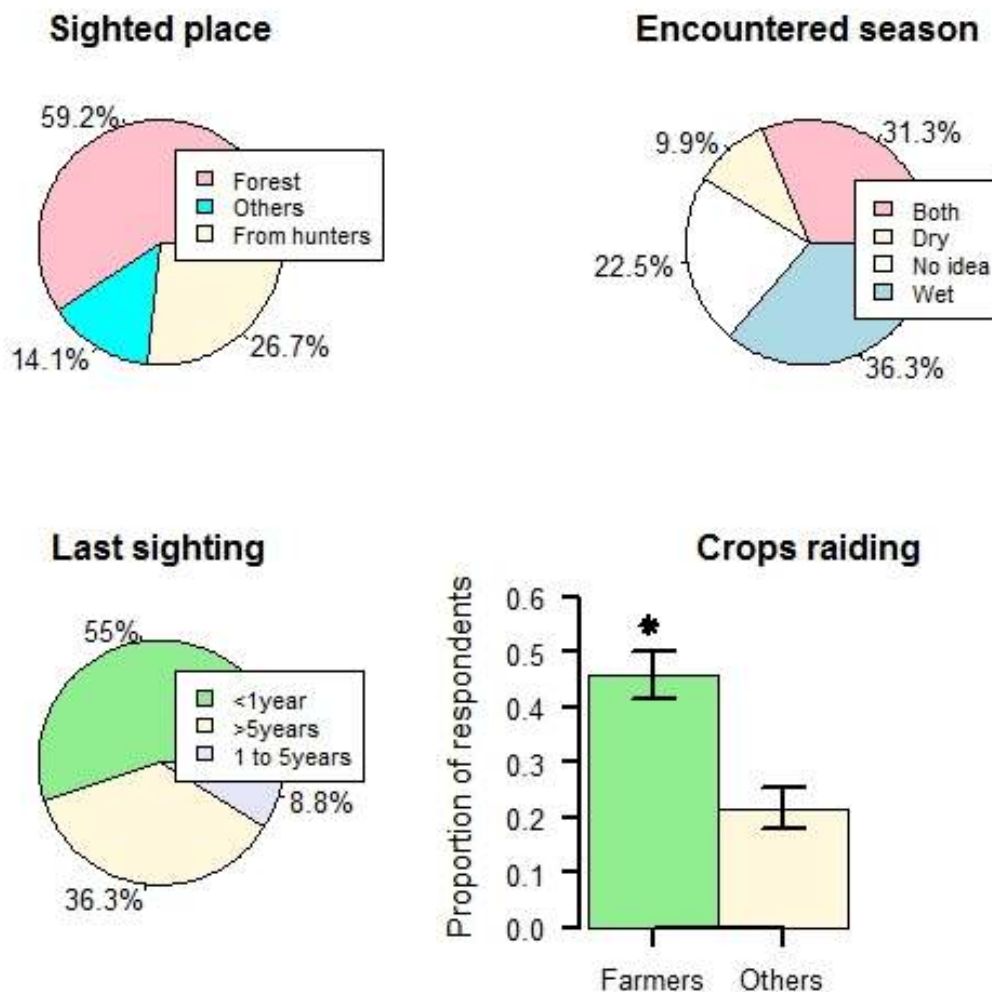 Sighted place
59.2%
Forest
Others
From hunters
14.1%
26.7%
Encountered season
9.9%
31.3%
Both
Dry
No idea
Wet
22.5%
36.3%
Last sighting
55%
<1year
>5years
1 to 5years
8.8%
36.3%
Crops raiding
Proportion of respondents
0.6
*
0.5
0.4
0.3
0.2
0.1
0.0
Farmers Others